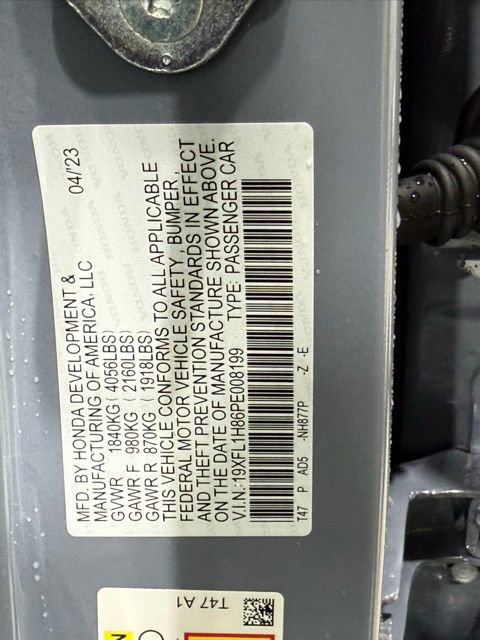 MFD. BY HONDA DEVELOPMENT & 04/'23
MANUFACTURING OF AMERICA, LLC
GVWR 1840KG (4066LBS)
GAWR F 980KG (2160LBS)
GAWR R 870KG (1918LBS)
THIS VEHICLE CONFORMS TO ALL APPLICABLE
FEDERAL MOTOR VEHICLE SAFETY, BUMPER,
AND THEFT PREVENTION STANDARDS IN EFFECT
ON THE DATE OF MANUFACTURE SHOWN ABOVE.
V.I.N.: 19XFL1H86PE008199 TYPE: PASSENGER CAR
T47 P AD5 -NH877P -Z -E
T47 A1